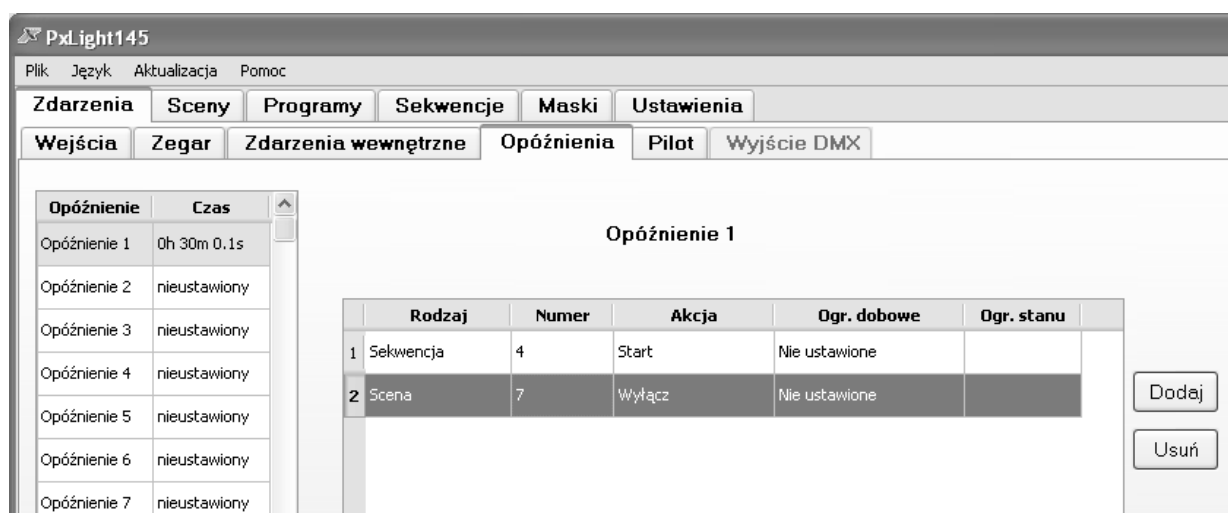 PxLight145
Plik Język Aktualizacja Pomoc
Zdarzenia Sceny Programy Sekwencje Maski Ustawienia
Wejścia Zegar Zdarzenia wewnętrzne Opóźnienia Pilot Wyjście DMX
Opóźnienie Czas
Opóźnienie 1 0h 30m 0.1s
Opóźnienie 2 nieustawiony
Opóźnienie 3 nieustawiony
Opóźnienie 4 nieustawiony
Opóźnienie 5 nieustawiony
Opóźnienie 6 nieustawiony
Opóźnienie 7 nieustawiony
Opóźnienie 1
Rodzaj Numer Akcja Ogr. dobowe Ogr. stanu
1 Sekwencja 4 Start Nie ustawione
2 Scena 7 Wyłącz Nie ustawione
Dodaj
Usuń